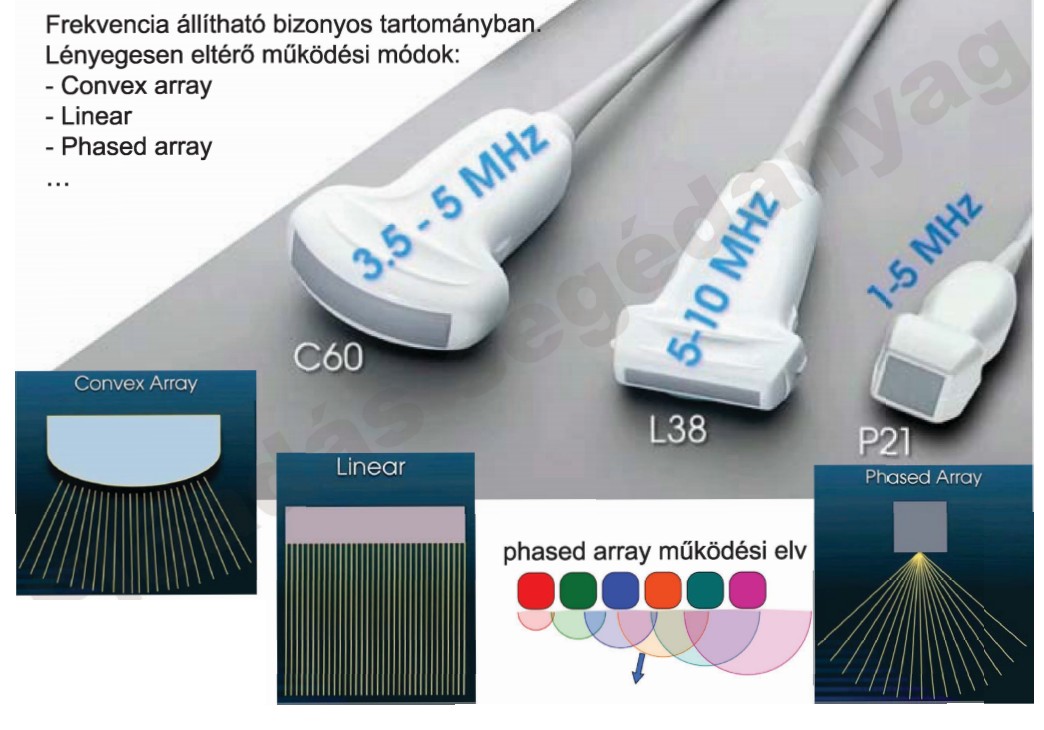 Frekvencia állítható bizonyos tartományban.
Lényegesen eltérő működési módok:
- Convex array
- Linear
- Phased array
...
3.5 - 5 MHz
5-10 MHz
1-5 MHz
C60
L38
P21
Convex Array
Linear
Phased Array
phased array működési elv